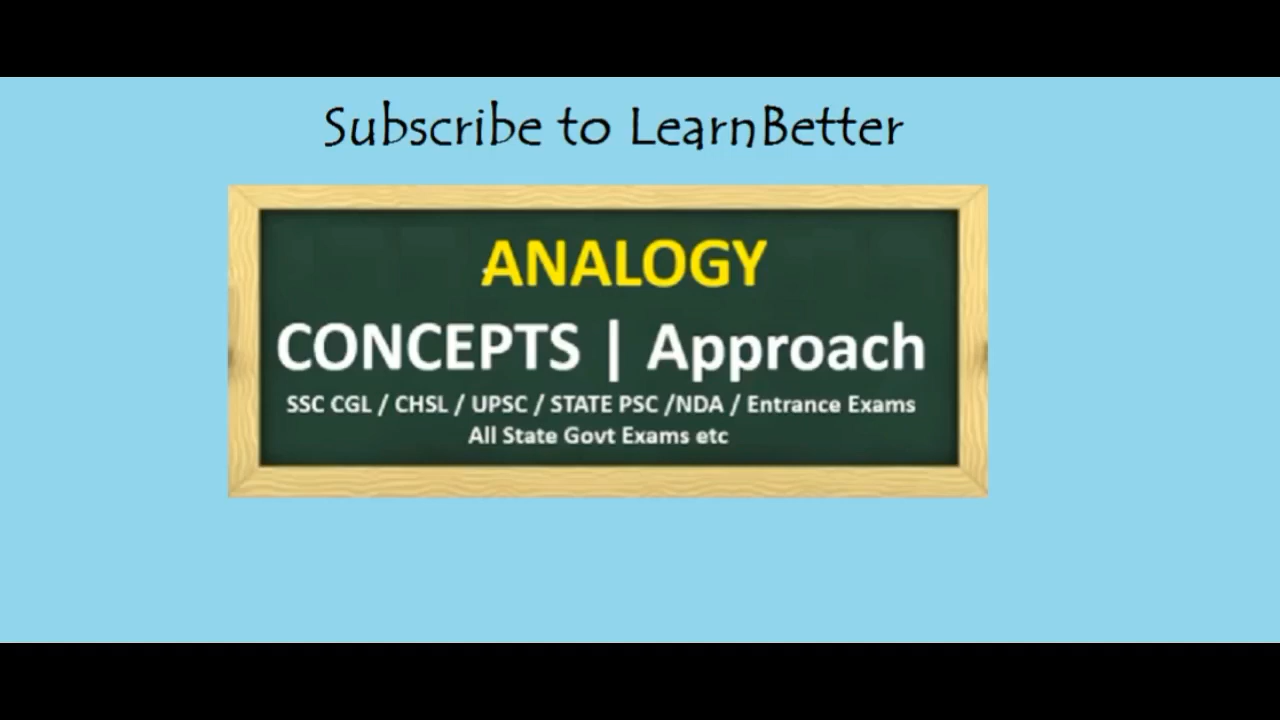 Subscribe to LearnBetter
ANALOGY
CONCEPTS | Approach
SSC CGL / CHSL / UPSC / STATE PSC /NDA / Entrance Exams
All State Govt Exams etc